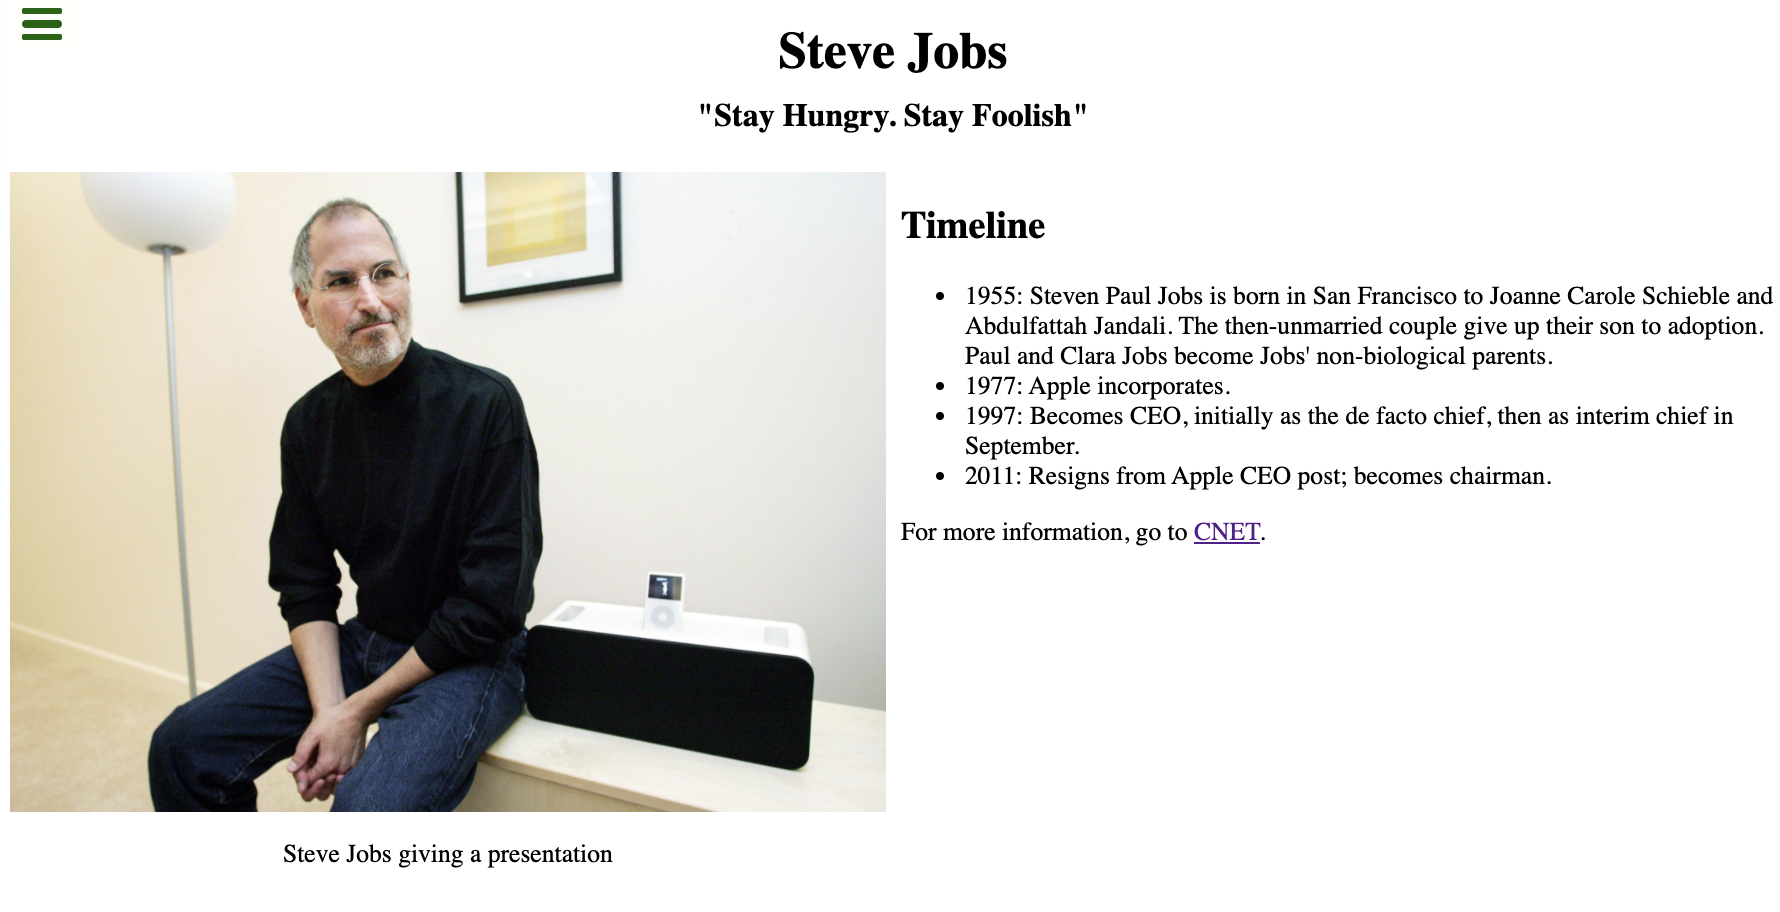 Steve Jobs
"Stay Hungry. Stay Foolish"
Timeline
• 1955: Steven Paul Jobs is born in San Francisco to Joanne Carole Schieble and
Abdulfattah Jandali. The then-unmarried couple give up their son to adoption.
Paul and Clara Jobs become Jobs' non-biological parents.
• 1977: Apple incorporates.
• 1997: Becomes CEO, initially as the de facto chief, then as interim chief in
September.
• 2011: Resigns from Apple CEO post; becomes chairman.
For more information, go to CNET.
Steve Jobs giving a presentation